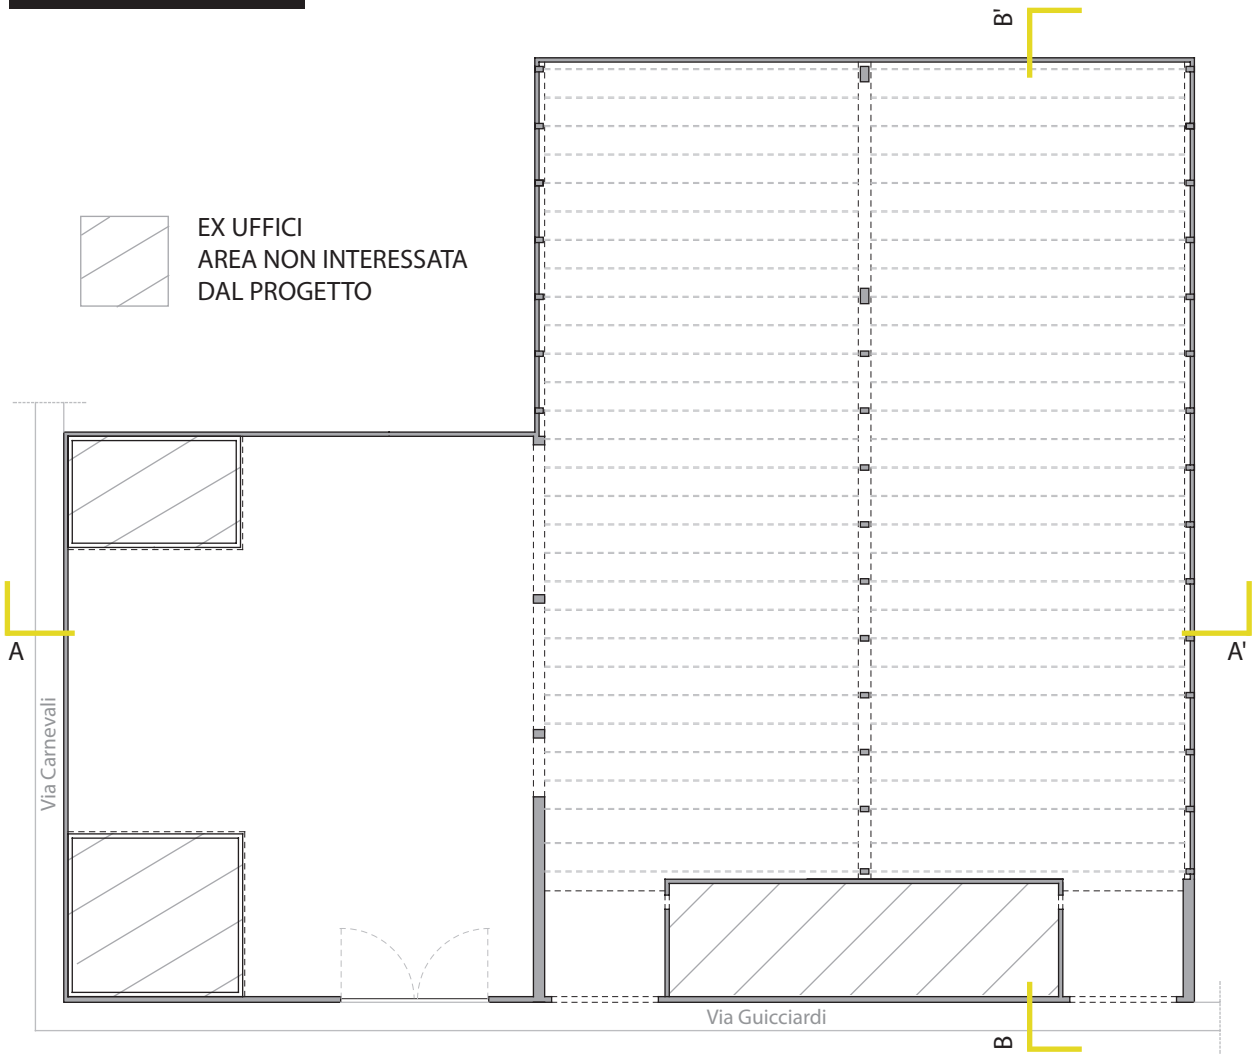 B'
EX UFFICI
AREA NON INTERESSATA
DAL PROGETTO
A
A'
Via Carnevali
Via Guicciardi
B